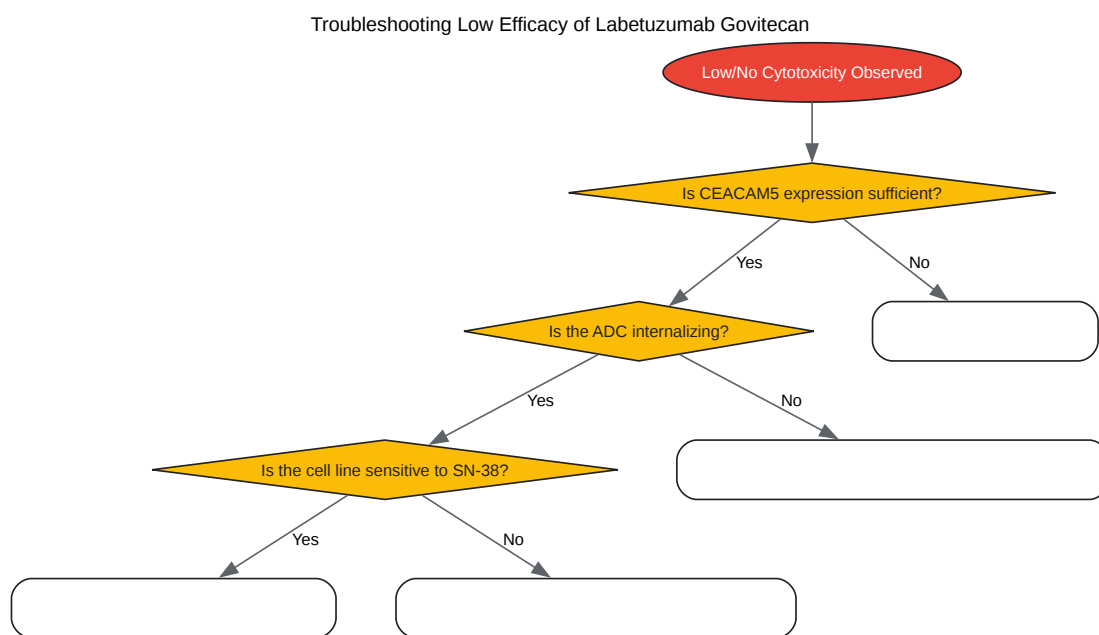 Troubleshooting Low Efficacy of Labetuzumab Govitecan
Low/No Cytotoxicity Observed
Is CEACAM5 expression sufficient?
Yes
No
Is the ADC internalizing?
Yes
No
Is the cell line sensitive to SN-38?
Yes
No